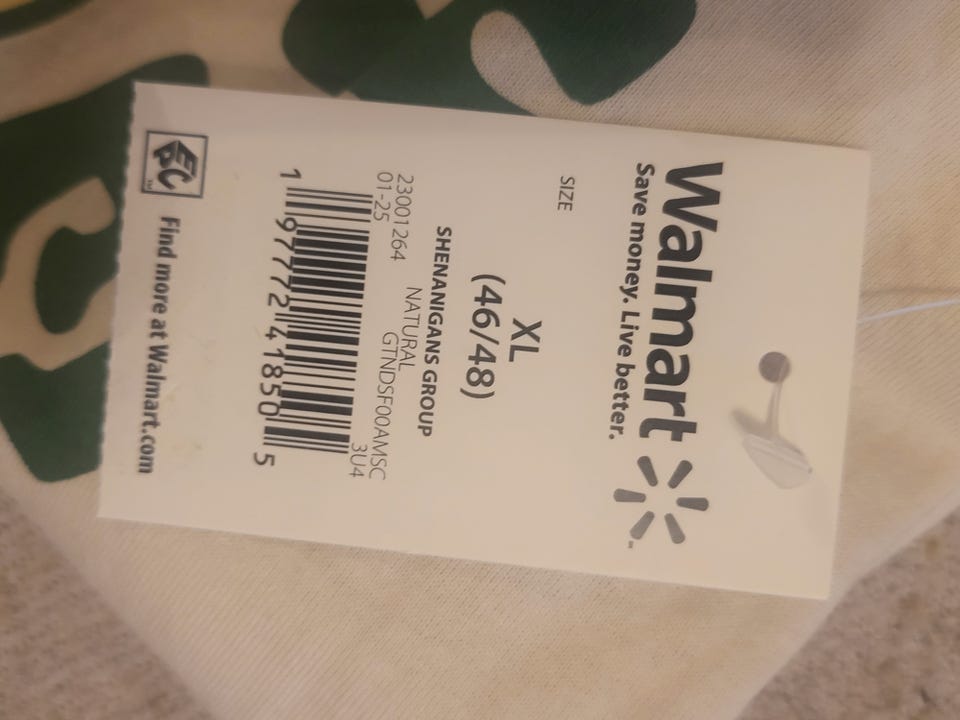 Walmart
Save money. Live better.
SIZE
XL
(46/48)
SHENANIGANS GROUP
23001264 NATURAL
01-25 GTNDSF00AMSC
3U4
1 97772 41850 5
EPC Find more at Walmart.com